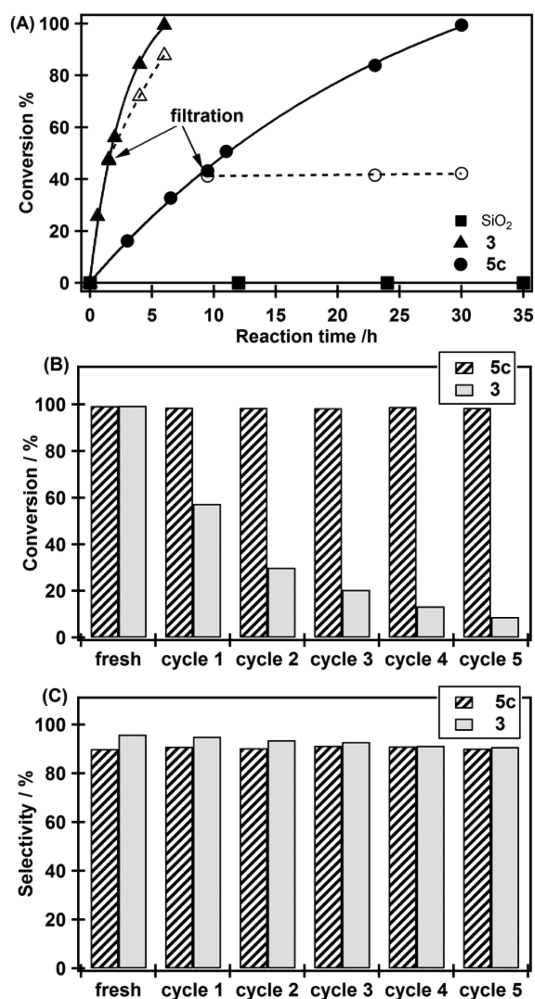 (A)
100
80
60
40
20
0
Conversion %
filtration
SiO₂
3
5c
0 5 10 15 20 25 30 35
Reaction time /h
(B)
5c
3
100
80
60
40
20
0
Conversion / %
fresh cycle 1 cycle 2 cycle 3 cycle 4 cycle 5
(C)
5c
3
100
80
60
40
20
0
Selectivity / %
fresh cycle 1 cycle 2 cycle 3 cycle 4 cycle 5